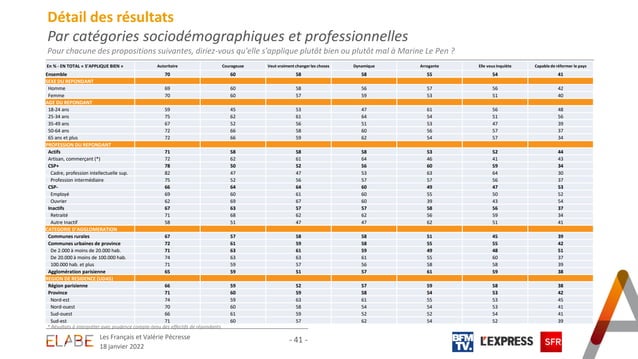 Détail des résultats
Par catégories sociodémographiques et professionnelles
Pour chacune des propositions suivantes, diriez-vous qu'elle s'applique plutôt bien ou plutôt mal à Marine Le Pen ?
En % - EN TOTAL « S'APPLIQUE BIEN » Autoritaire Courageuse Veut vraiment changer les choses Dynamique Arrogante Elle vous inquiète Capable de réformer le pays
Ensemble 70 60 58 58 55 54 41
SEXE DU REPONDANT
Homme 69 60 58 56 57 56 42
Femme 70 60 57 59 53 51 40
AGE DU REPONDANT
18-24 ans 59 45 53 47 61 56 48
25-34 ans 75 62 61 64 54 51 56
35-49 ans 67 52 56 51 53 47 39
50-64 ans 72 66 58 60 56 57 37
65 ans et plus 72 66 59 62 54 57 34
PROFESSION DU REPONDANT
Actifs 71 58 58 58 53 52 44
Artisan, commerçant (*) 72 62 61 64 46 41 43
CSP+ 78 50 52 56 60 59 34
Cadre, profession intellectuelle sup. 82 47 47 53 63 64 30
Profession intermédiaire 75 52 56 57 57 56 37
CSP- 66 64 64 60 49 47 53
Employé 69 60 61 60 55 50 52
Ouvrier 62 69 67 60 39 43 54
Inactifs 67 63 57 57 58 56 37
Retraité 71 68 62 62 56 59 34
Autre Inactif 58 51 47 47 62 51 41
CATEGORIE D'AGGLOMERATION
Communes rurales 67 57 58 58 51 45 39
Communes urbaines de province 72 61 59 58 55 55 42
De 2.000 à moins de 20.000 hab. 71 63 61 59 49 48 51
De 20.000 à moins de 100.000 hab. 74 63 63 61 55 60 37
100.000 hab. et plus 71 59 57 56 58 58 39
Agglomération parisienne 65 59 51 57 61 59 38
REGION DE RESIDENCE (UDA5)
Région parisienne 66 59 52 57 59 58 38
Province 71 60 59 58 54 53 42
Nord-est 74 59 63 61 55 53 45
Nord-ouest 70 60 58 54 54 54 41
Sud-ouest 66 61 59 59 54 52 41
Sud-est 71 60 57 62 54 52 39
* Résultats à interpréter avec prudence compte-tenu des effectifs de répondants
ELABE
Les Français et Valérie Pécresse
18 janvier 2022
- 41 -
BFM TV.
L'EXPRESS
SFR